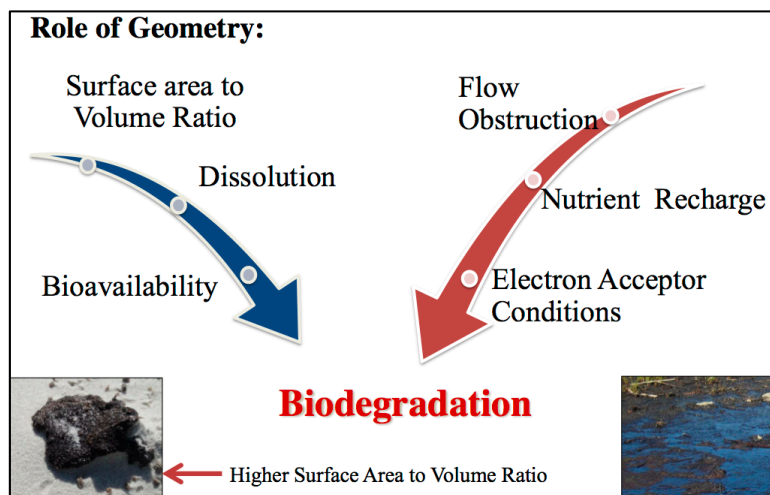 Role of Geometry:
Surface area to
Volume Ratio
Dissolution
Bioavailability
Flow
Obstruction
Nutrient Recharge
Electron Acceptor
Conditions
Biodegradation
Higher Surface Area to Volume Ratio